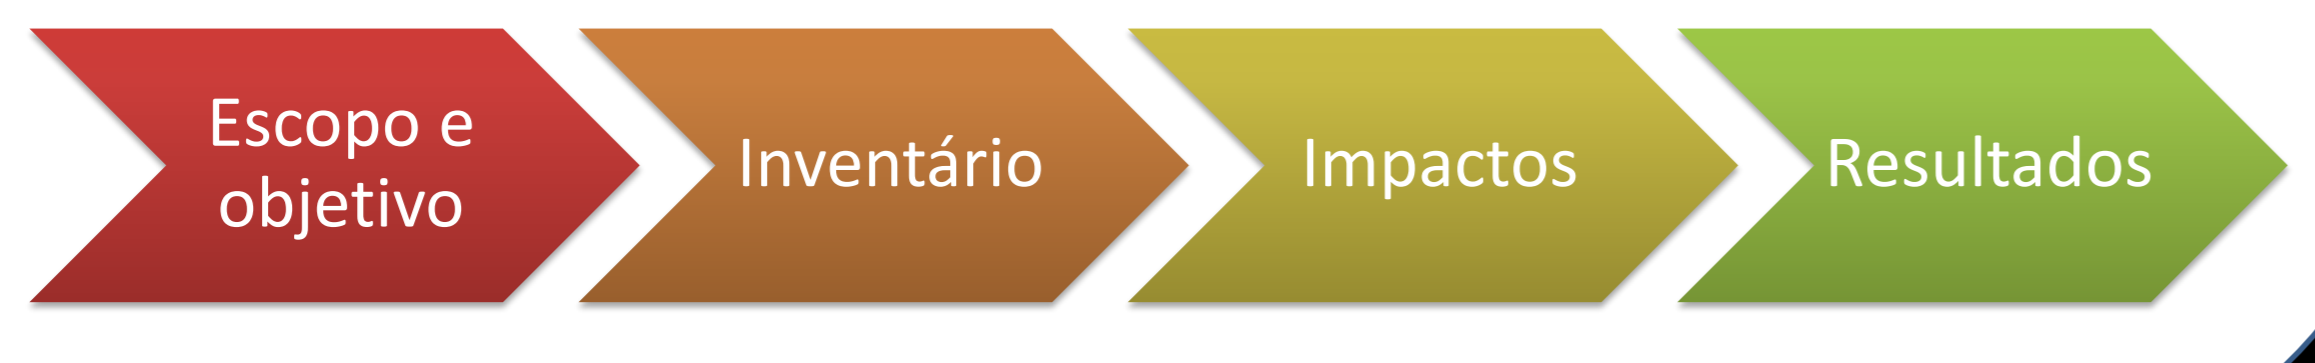 Escopo e
objetivo
Inventário
Impactos
Resultados